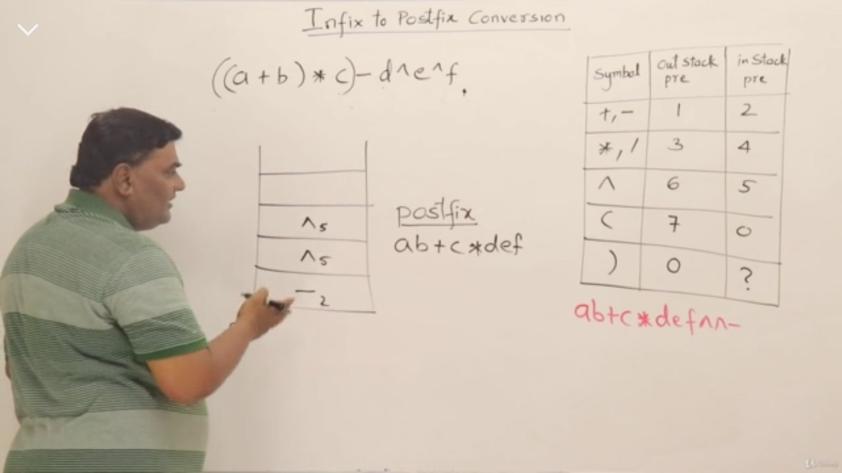 Infix to Postfix Conversion
((a+b)*c)-d^e^f.
Symbol Out stack pre in stack pre
+,- 1 2
*,/ 3 4
^ 6 5
( 7 0
) 0 ?
^5
^5
-2
postfix
ab+c*def
ab+c*def^^-